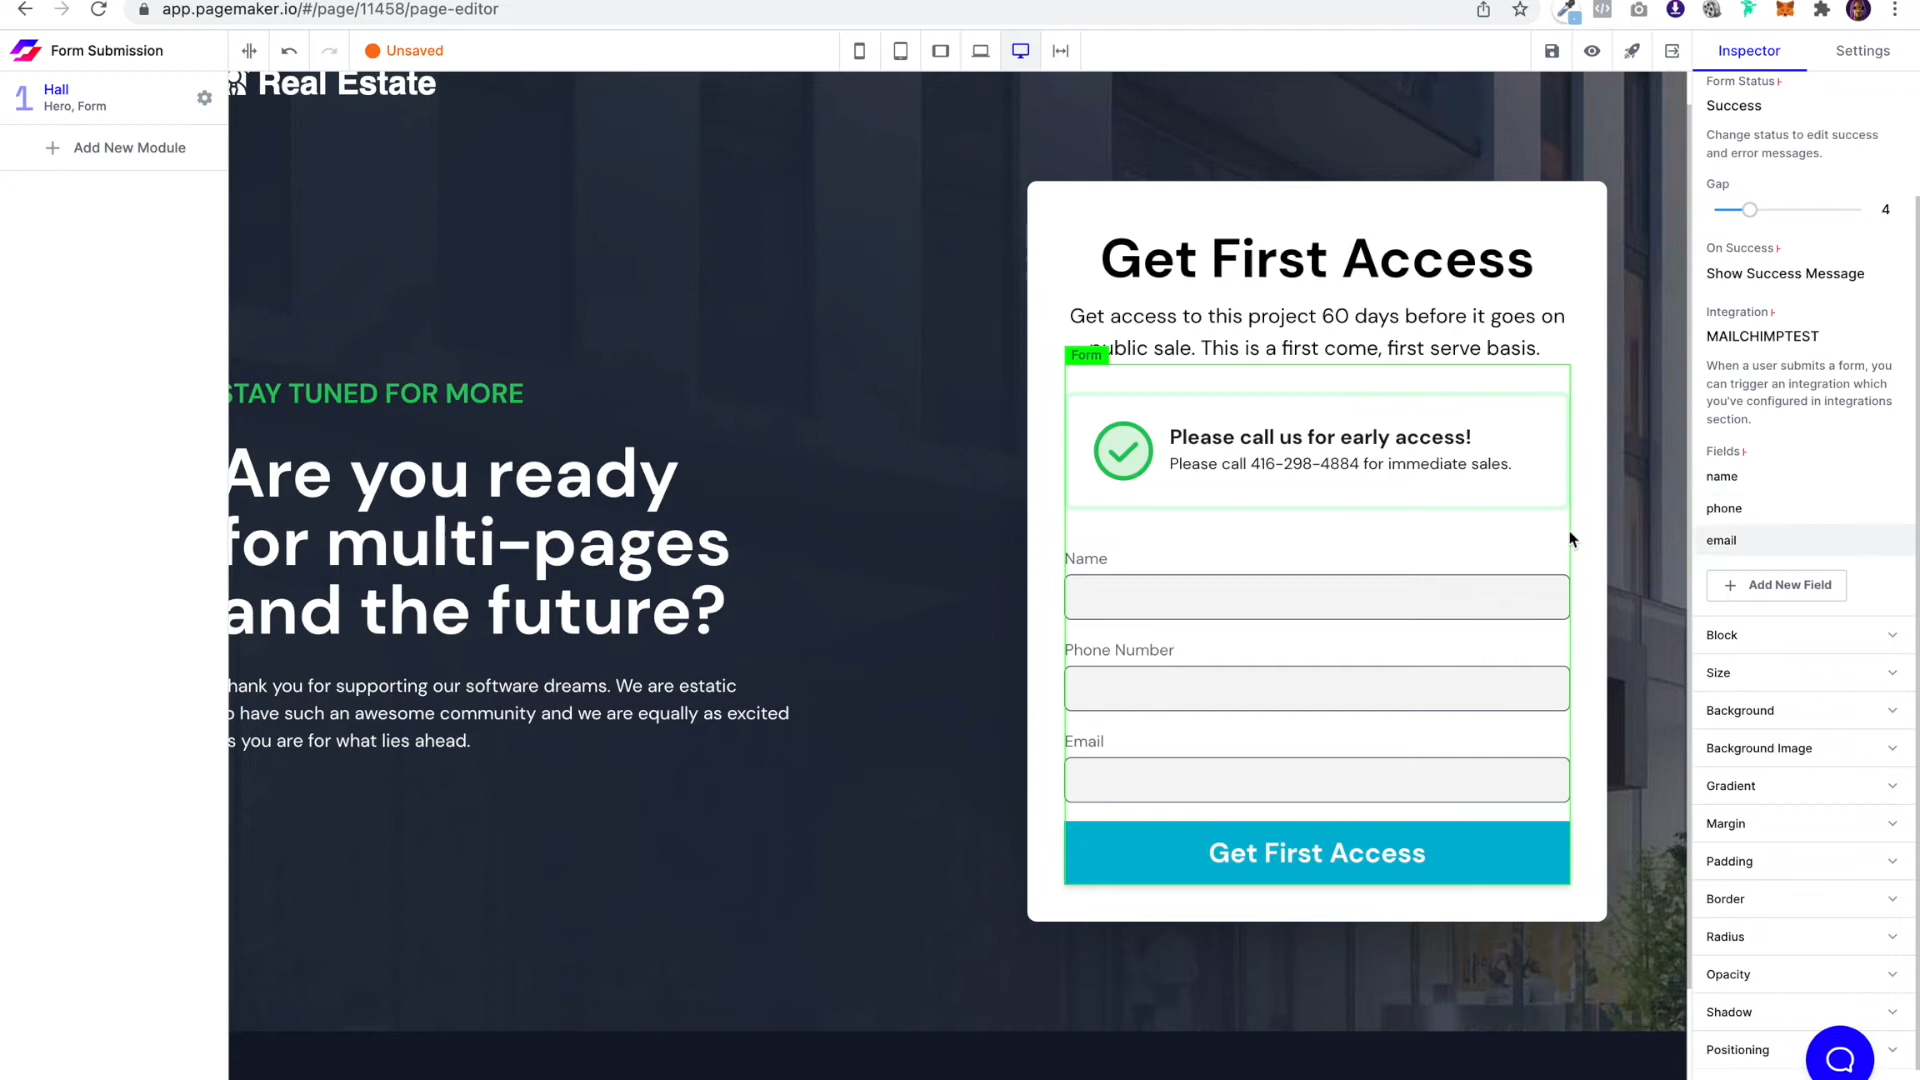 app.pagemaker.io/#/page/11458/page-editor
Form Submission
Unsaved
Inspector
Settings
1
Hall
Hero, Form
Add New Module
Real Estate
STAY TUNED FOR MORE
Are you ready
for multi-pages
and the future?
hank you for supporting our software dreams. We are estatic
o have such an awesome community and we are equally as excited
s you are for what lies ahead.
Get First Access
Get access to this project 60 days before it goes on
public sale. This is a first come, first serve basis.
Form
Please call us for early access!
Please call 416-298-4884 for immediate sales.
Name
Phone Number
Email
Get First Access
Form Status
Success
Change status to edit success
and error messages.
Gap
4
On Success
Show Success Message
Integration
MAILCHIMPTEST
When a user submits a form, you
can trigger an integration which
you've configured in integrations
section.
Fields
name
phone
email
Add New Field
Block
Size
Background
Background Image
Gradient
Margin
Padding
Border
Radius
Opacity
Shadow
Positioning